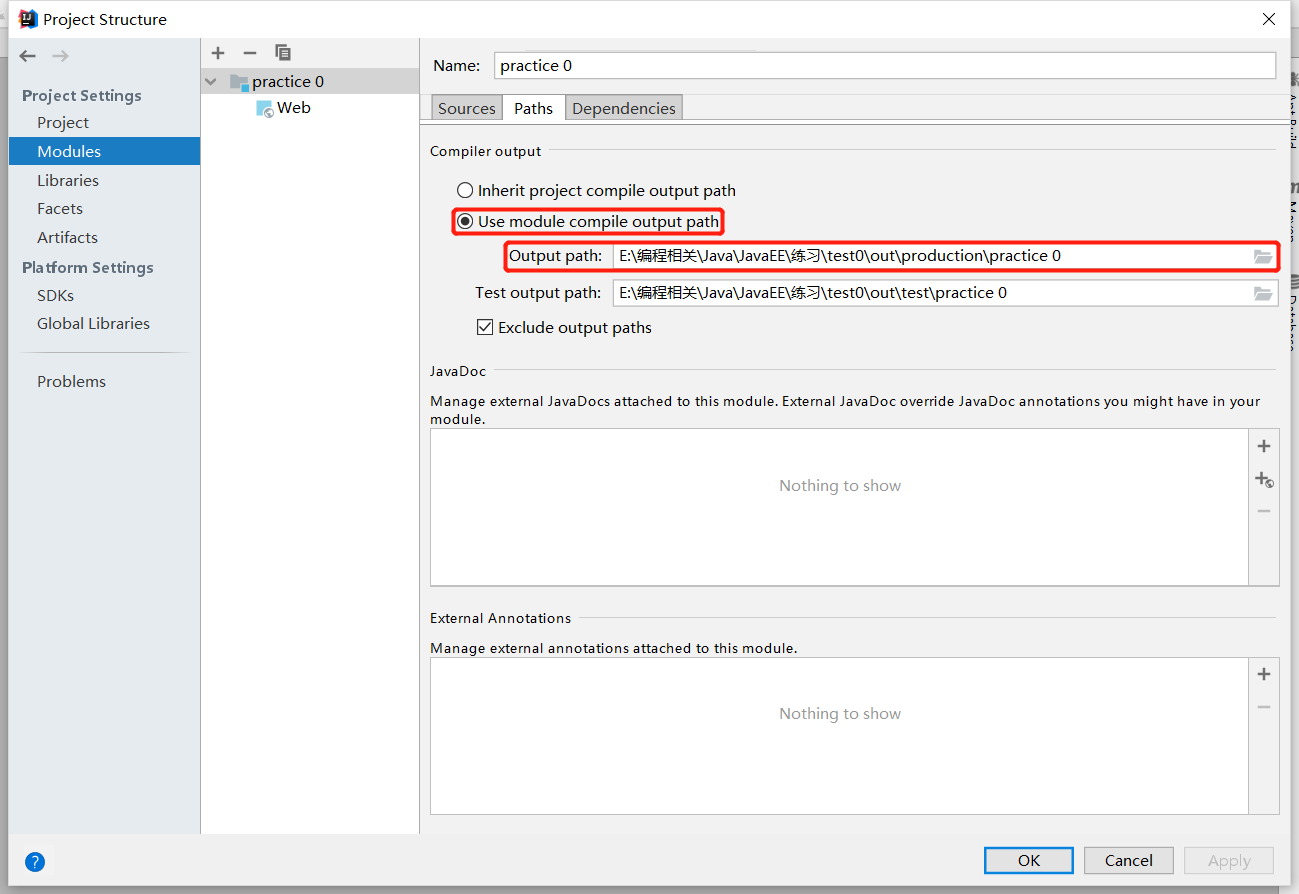 Project Structure
Project Settings
Project
Modules
Libraries
Facets
Artifacts
Platform Settings
SDKs
Global Libraries
Problems
practice 0
Web
Name: practice 0
Sources Paths Dependencies
Compiler output
Inherit project compile output path
Use module compile output path
Output path: E:\编程相关\Java\JavaEE\练习\test0\out\production\practice 0
Test output path: E:\编程相关\Java\JavaEE\练习\test0\out\test\practice 0
Exclude output paths
JavaDoc
Manage external JavaDocs attached to this module. External JavaDoc override JavaDoc annotations you might have in your
module.
Nothing to show
External Annotations
Manage external annotations attached to this module.
Nothing to show
OK Cancel Apply